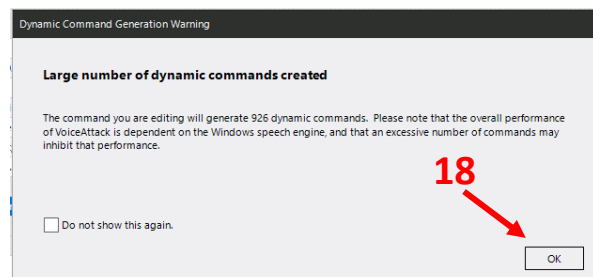 Dynamic Command Generation Warning
Large number of dynamic commands created
The command you are editing will generate 926 dynamic commands.  Please note that the overall performance
of VoiceAttack is dependent on the Windows speech engine, and that an excessive number of commands may
inhibit that performance.
18
Do not show this again.
OK